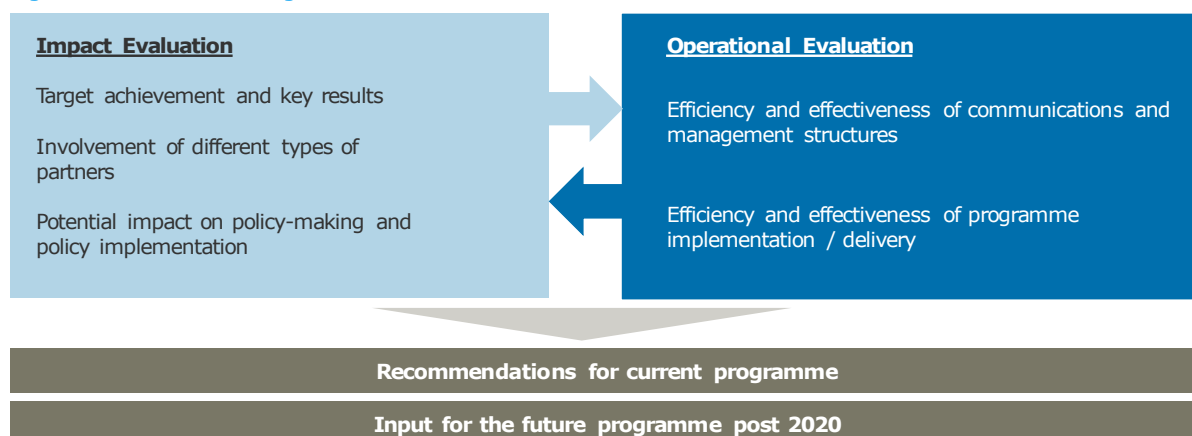 Impact Evaluation
Target achievement and key results
Involvement of different types of
partners
Potential impact on policy-making and
policy implementation
Operational Evaluation
Efficiency and effectiveness of communications and
management structures
Efficiency and effectiveness of programme
implementation / delivery
Recommendations for current programme
Input for the future programme post 2020